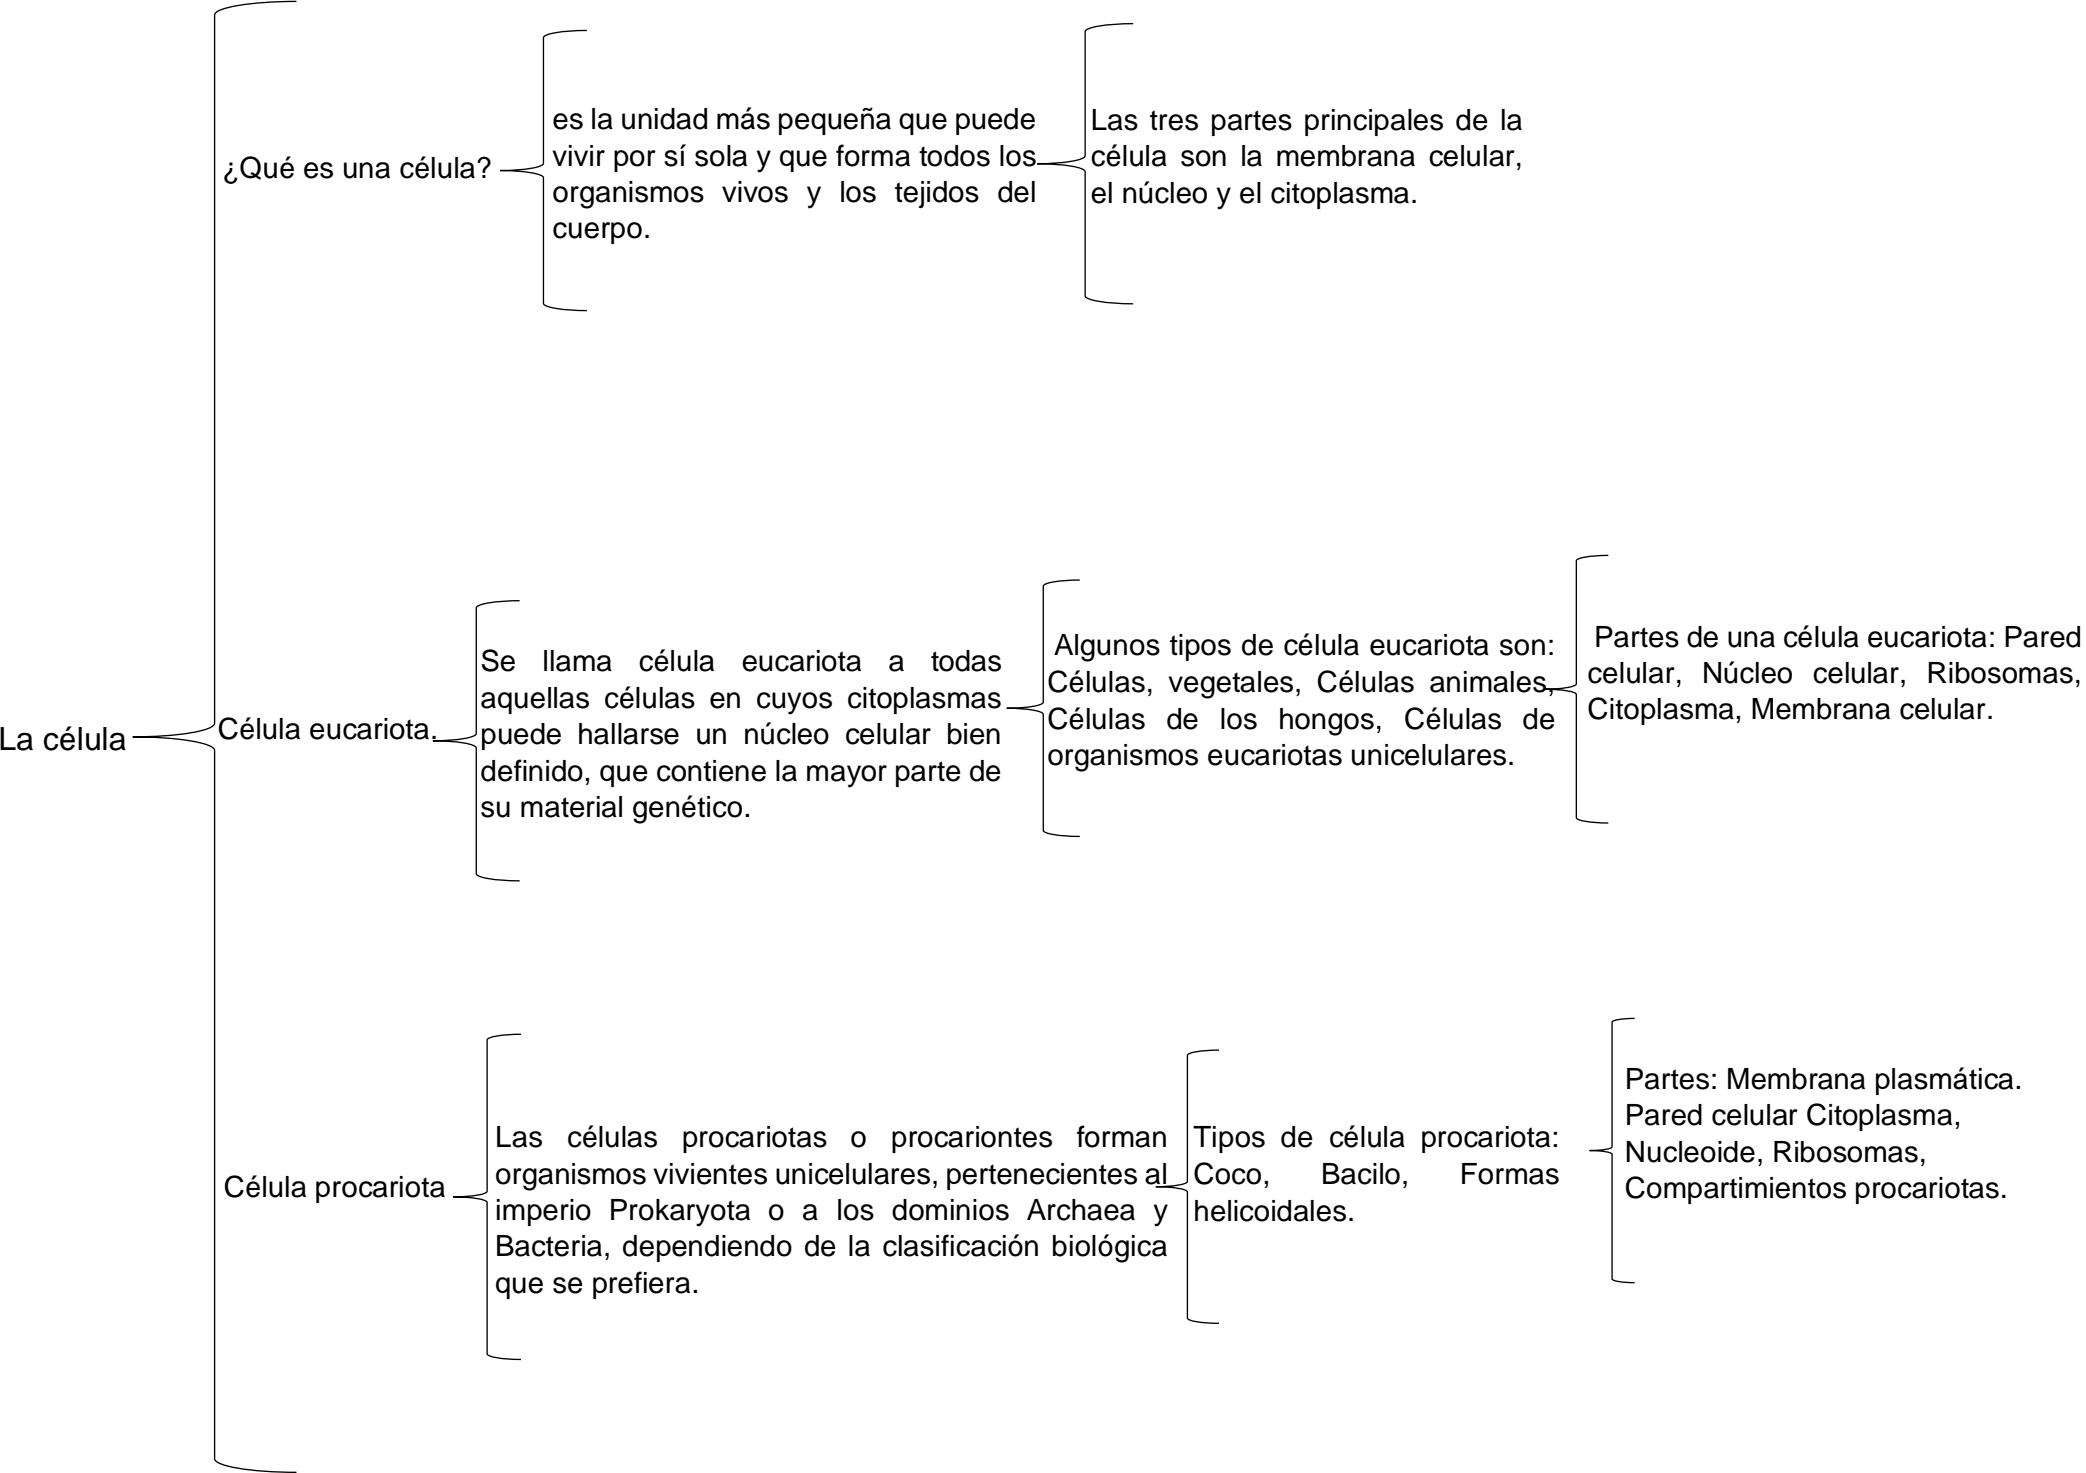 La célula
¿Qué es una célula?
es la unidad más pequeña que puede
vivir por sí sola y que forma todos los
organismos vivos y los tejidos del
cuerpo.
Las tres partes principales de la
célula son la membrana celular,
el núcleo y el citoplasma.
Célula eucariota.
Se llama célula eucariota a todas
aquellas células en cuyos citoplasmas
puede hallarse un núcleo celular bien
definido, que contiene la mayor parte de
su material genético.
Algunos tipos de célula eucariota son:
Células, vegetales, Células animales,
Células de los hongos, Células de
organismos eucariotas unicelulares.
Partes de una célula eucariota: Pared
celular, Núcleo celular, Ribosomas,
Citoplasma, Membrana celular.
Célula procariota
Las células procariotas o procariontes forman
organismos vivientes unicelulares, pertenecientes al
imperio Prokaryota o a los dominios Archaea y
Bacteria, dependiendo de la clasificación biológica
que se prefiera.
Tipos de célula procariota:
Coco, Bacilo, Formas
helicoidales.
Partes: Membrana plasmática.
Pared celular Citoplasma,
Nucleoide, Ribosomas,
Compartimientos procariotas.